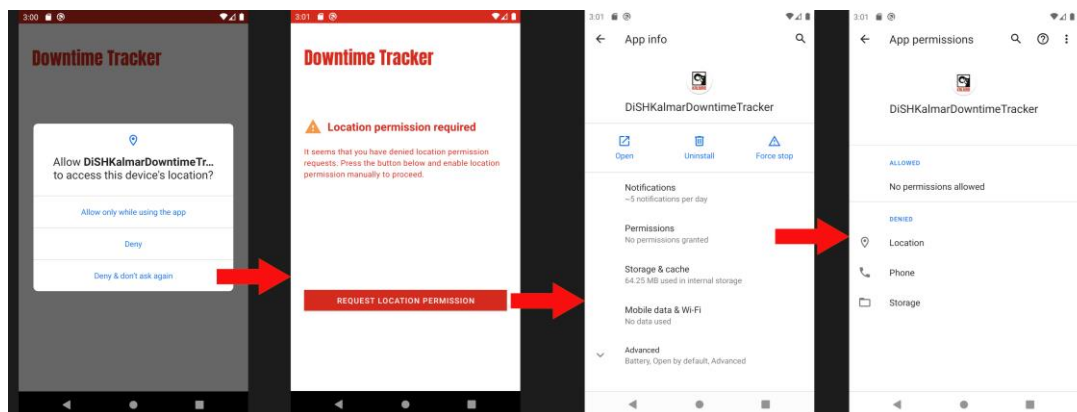 3:00
Downtime Tracker
Allow DiSHKalmarDowntimeTr...
to access this device's location?
Allow only while using the app
Deny
Deny & don't ask again
3:01
Downtime Tracker
Location permission required
It seems that you have denied location permission
requests. Press the button below and enable location
permission manually to proceed.
REQUEST LOCATION PERMISSION
3:01
App info
DiSHKalmarDowntimeTracker
Open
Uninstall
Force stop
Notifications
~5 notifications per day
Permissions
No permissions granted
Storage & cache
64.25 MB used in internal storage
Mobile data & Wi-Fi
No data used
Advanced
Battery, Open by default, Advanced
3:01
App permissions
DiSHKalmarDowntimeTracker
ALLOWED
No permissions allowed
DENIED
Location
Phone
Storage